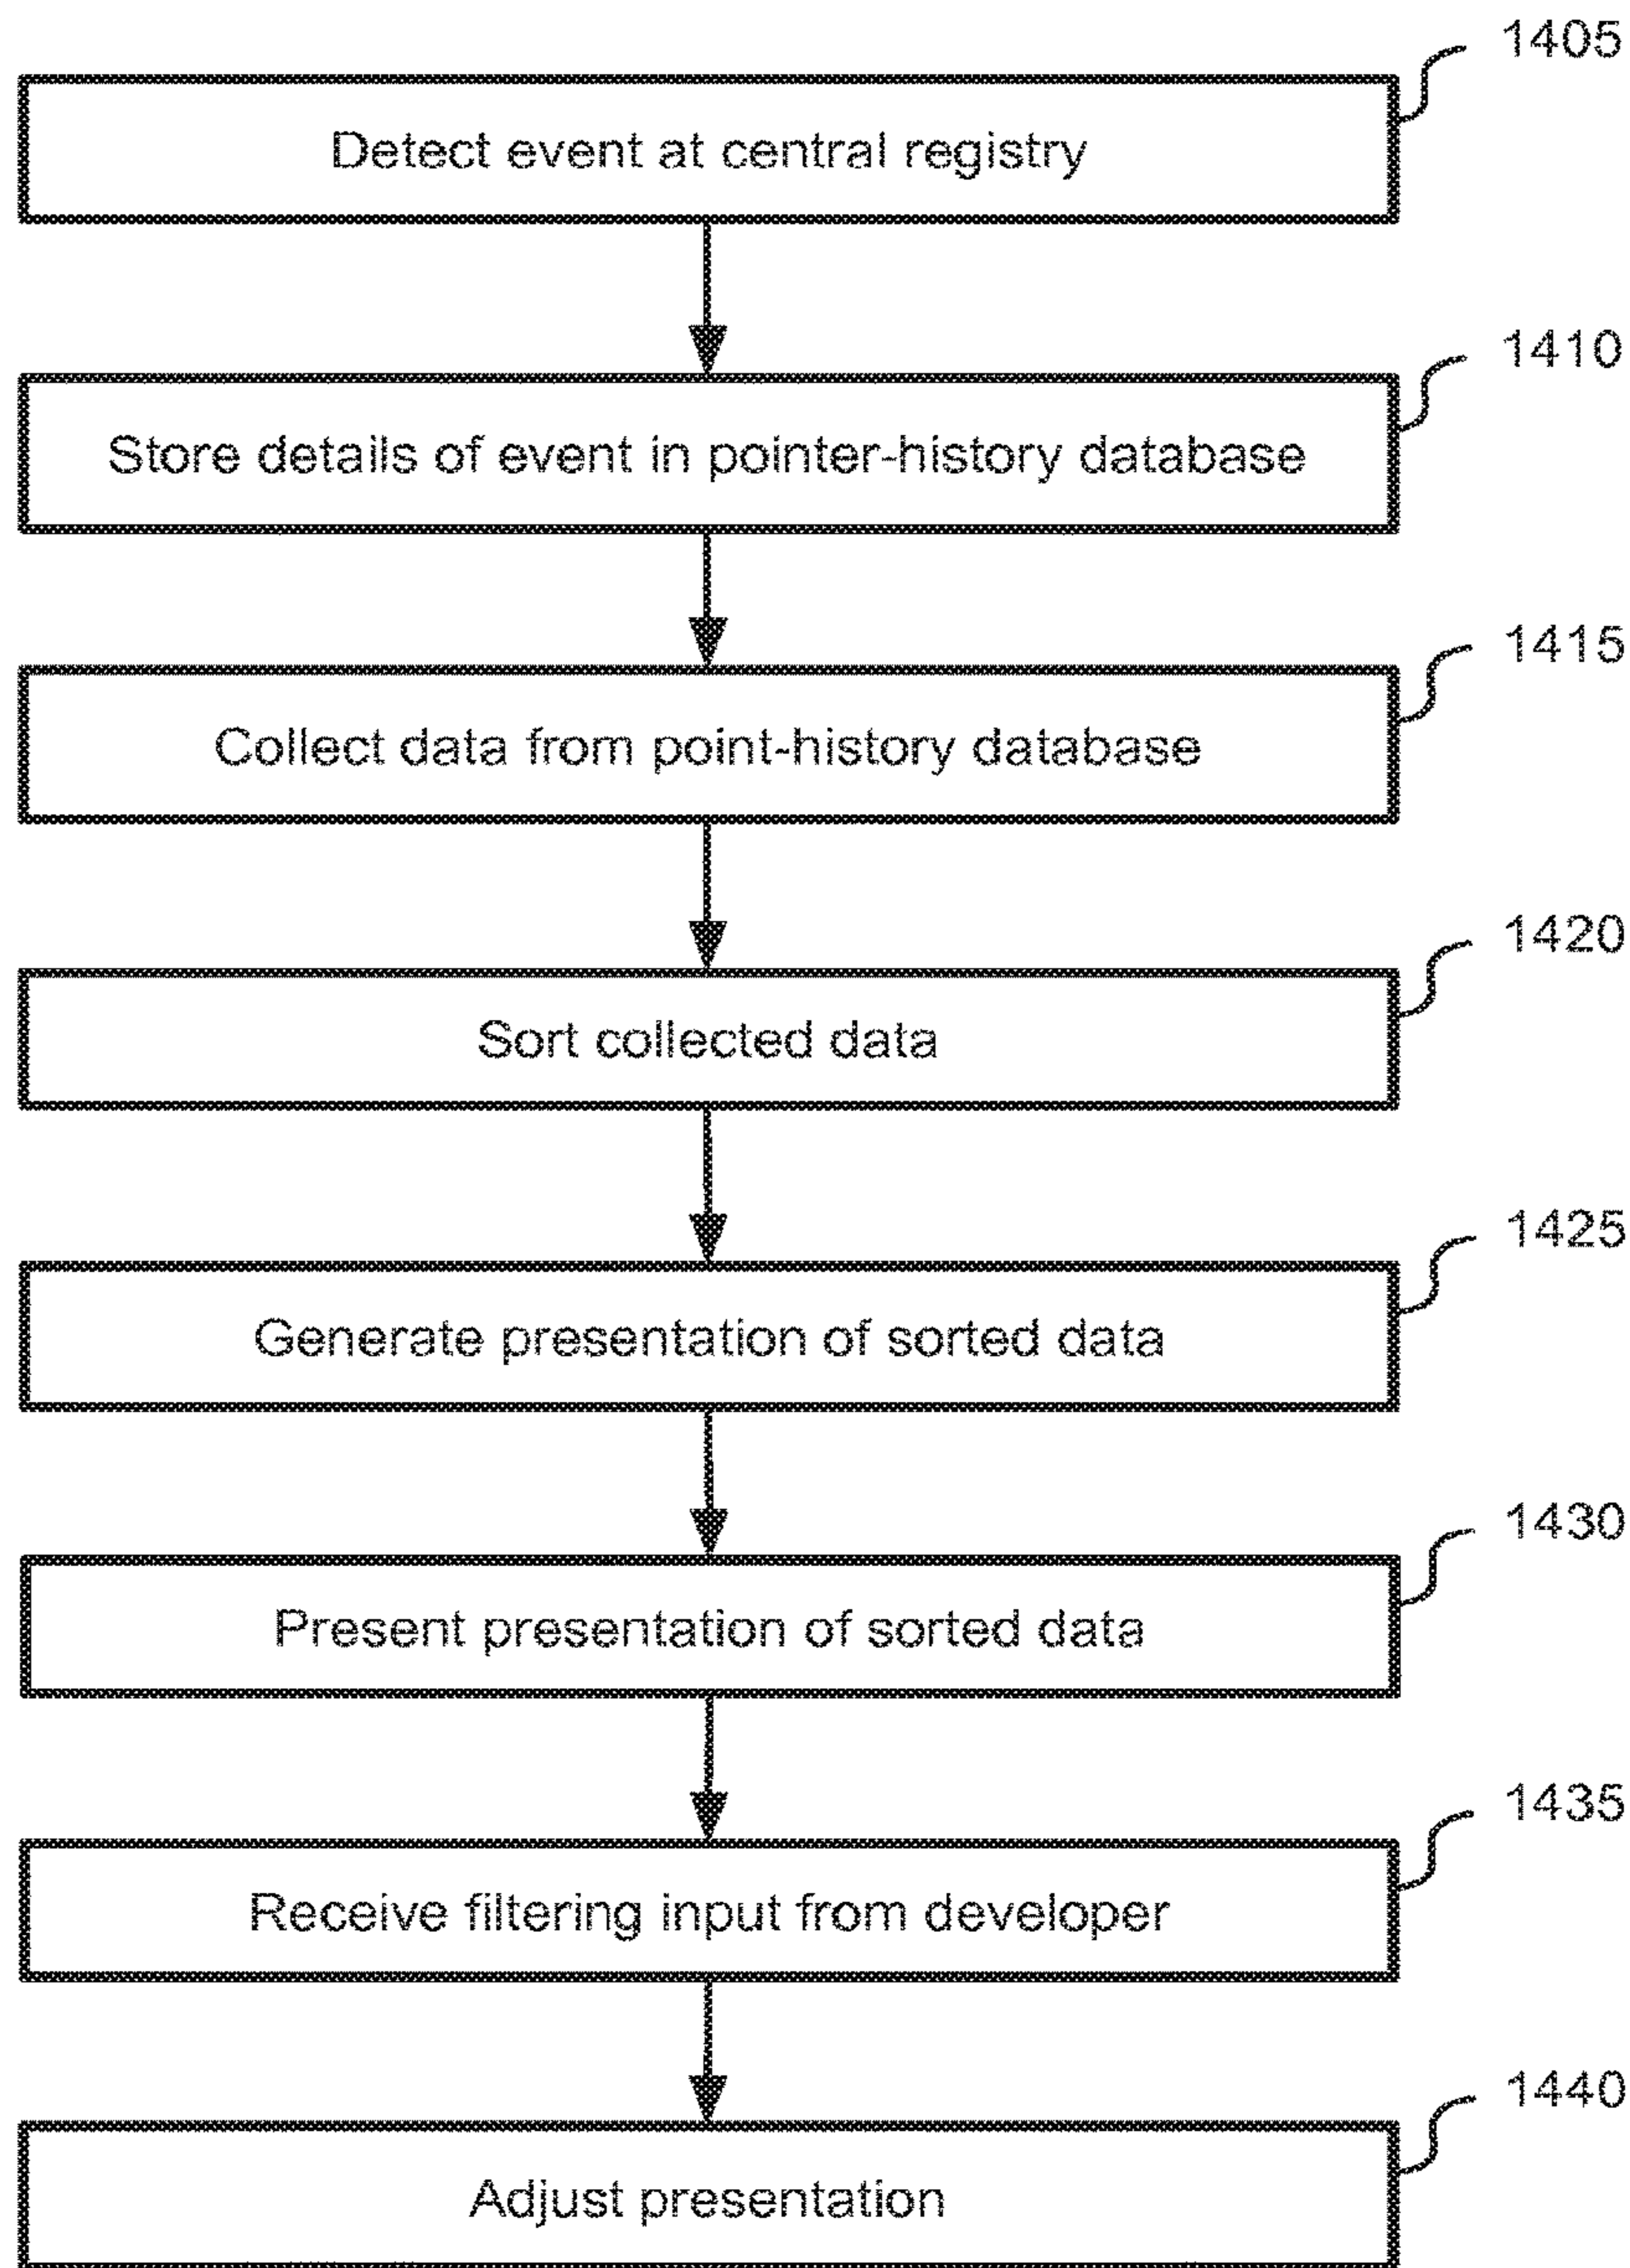 1405
Detect event at central registry
1410
Store details of event in pointer-history database
1415
Collect data from point-history database
1420
Sort collected data
1425
Generate presentation of sorted data
1430
Present presentation of sorted data
1435
Receive filtering input from developer
1440
Adjust presentation